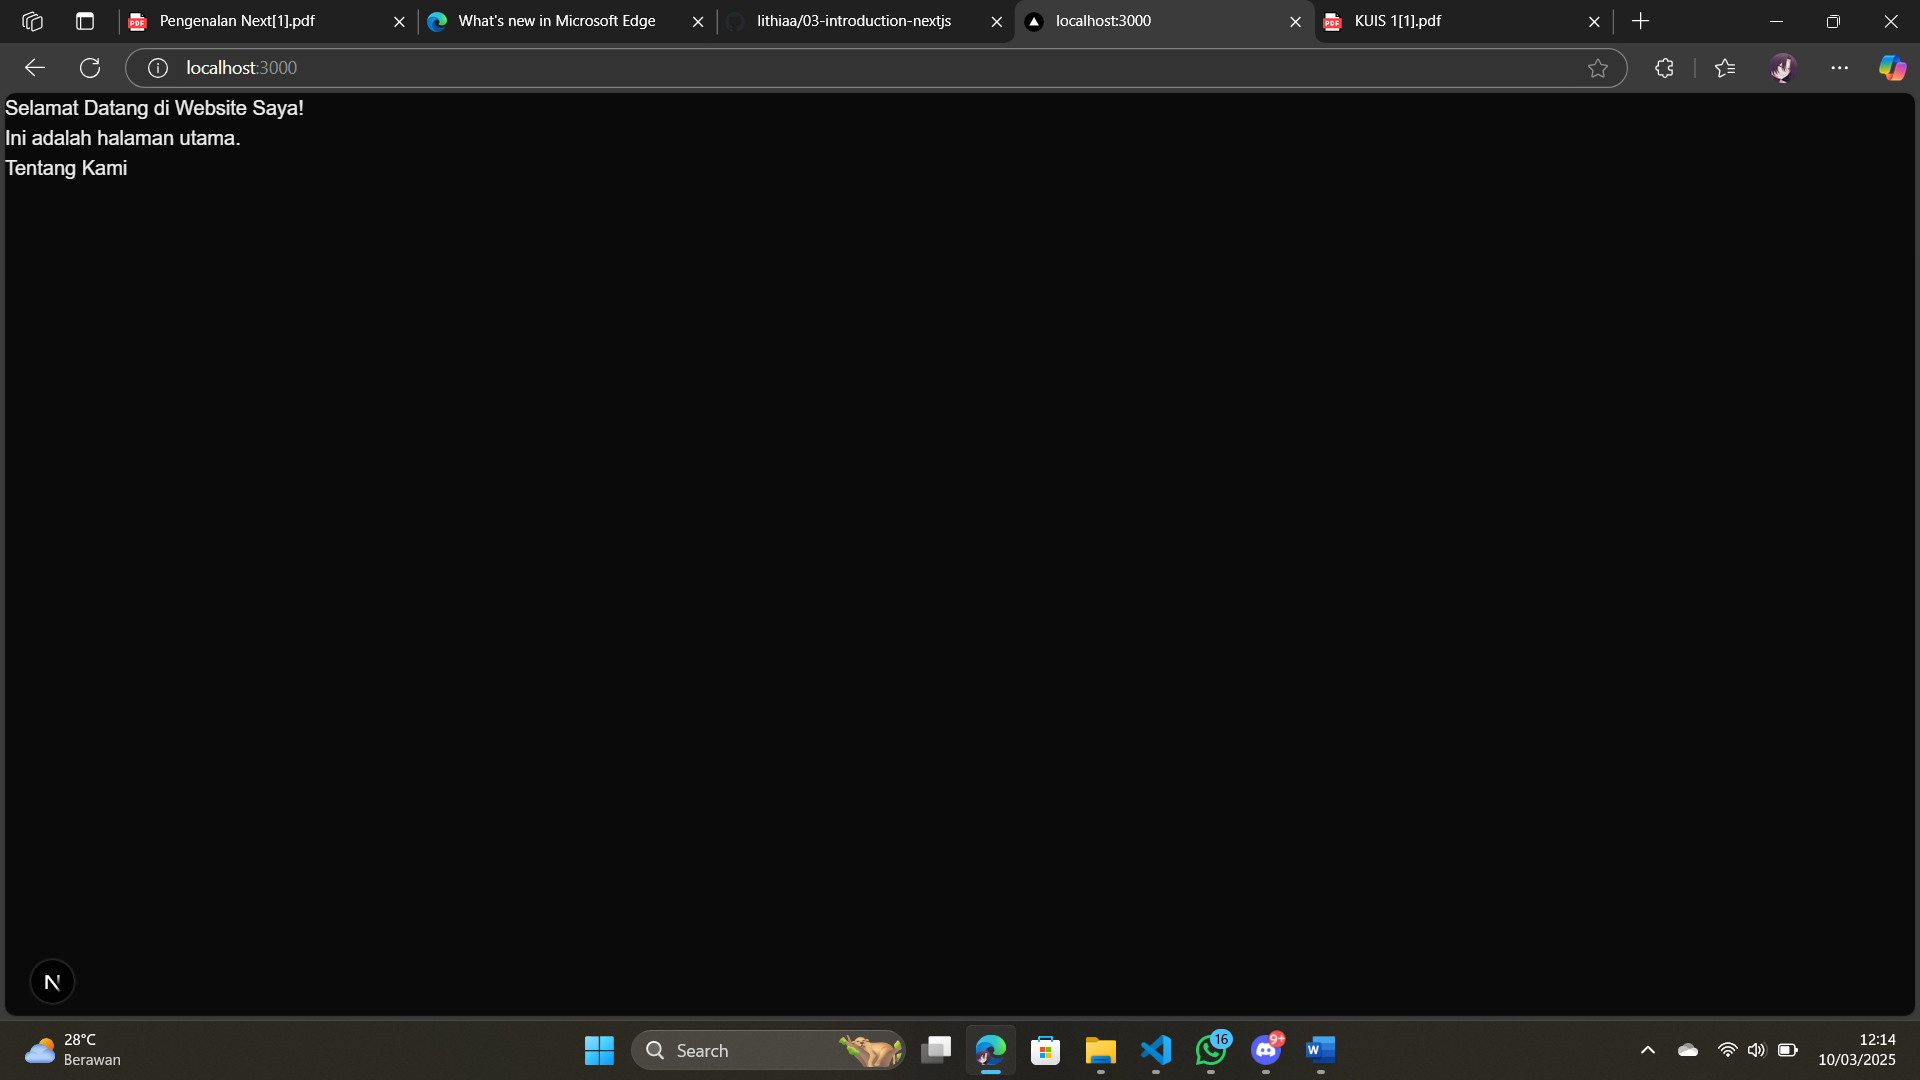 Pengenalan Next[1].pdf
What's new in Microsoft Edge
lithiaa/03-introduction-nextjs
localhost:3000
KUIS 1[1].pdf
localhost:3000
Selamat Datang di Website Saya!
Ini adalah halaman utama.
Tentang Kami
N
28°C
Berawan
Search
16
9+
W
12:14
10/03/2025